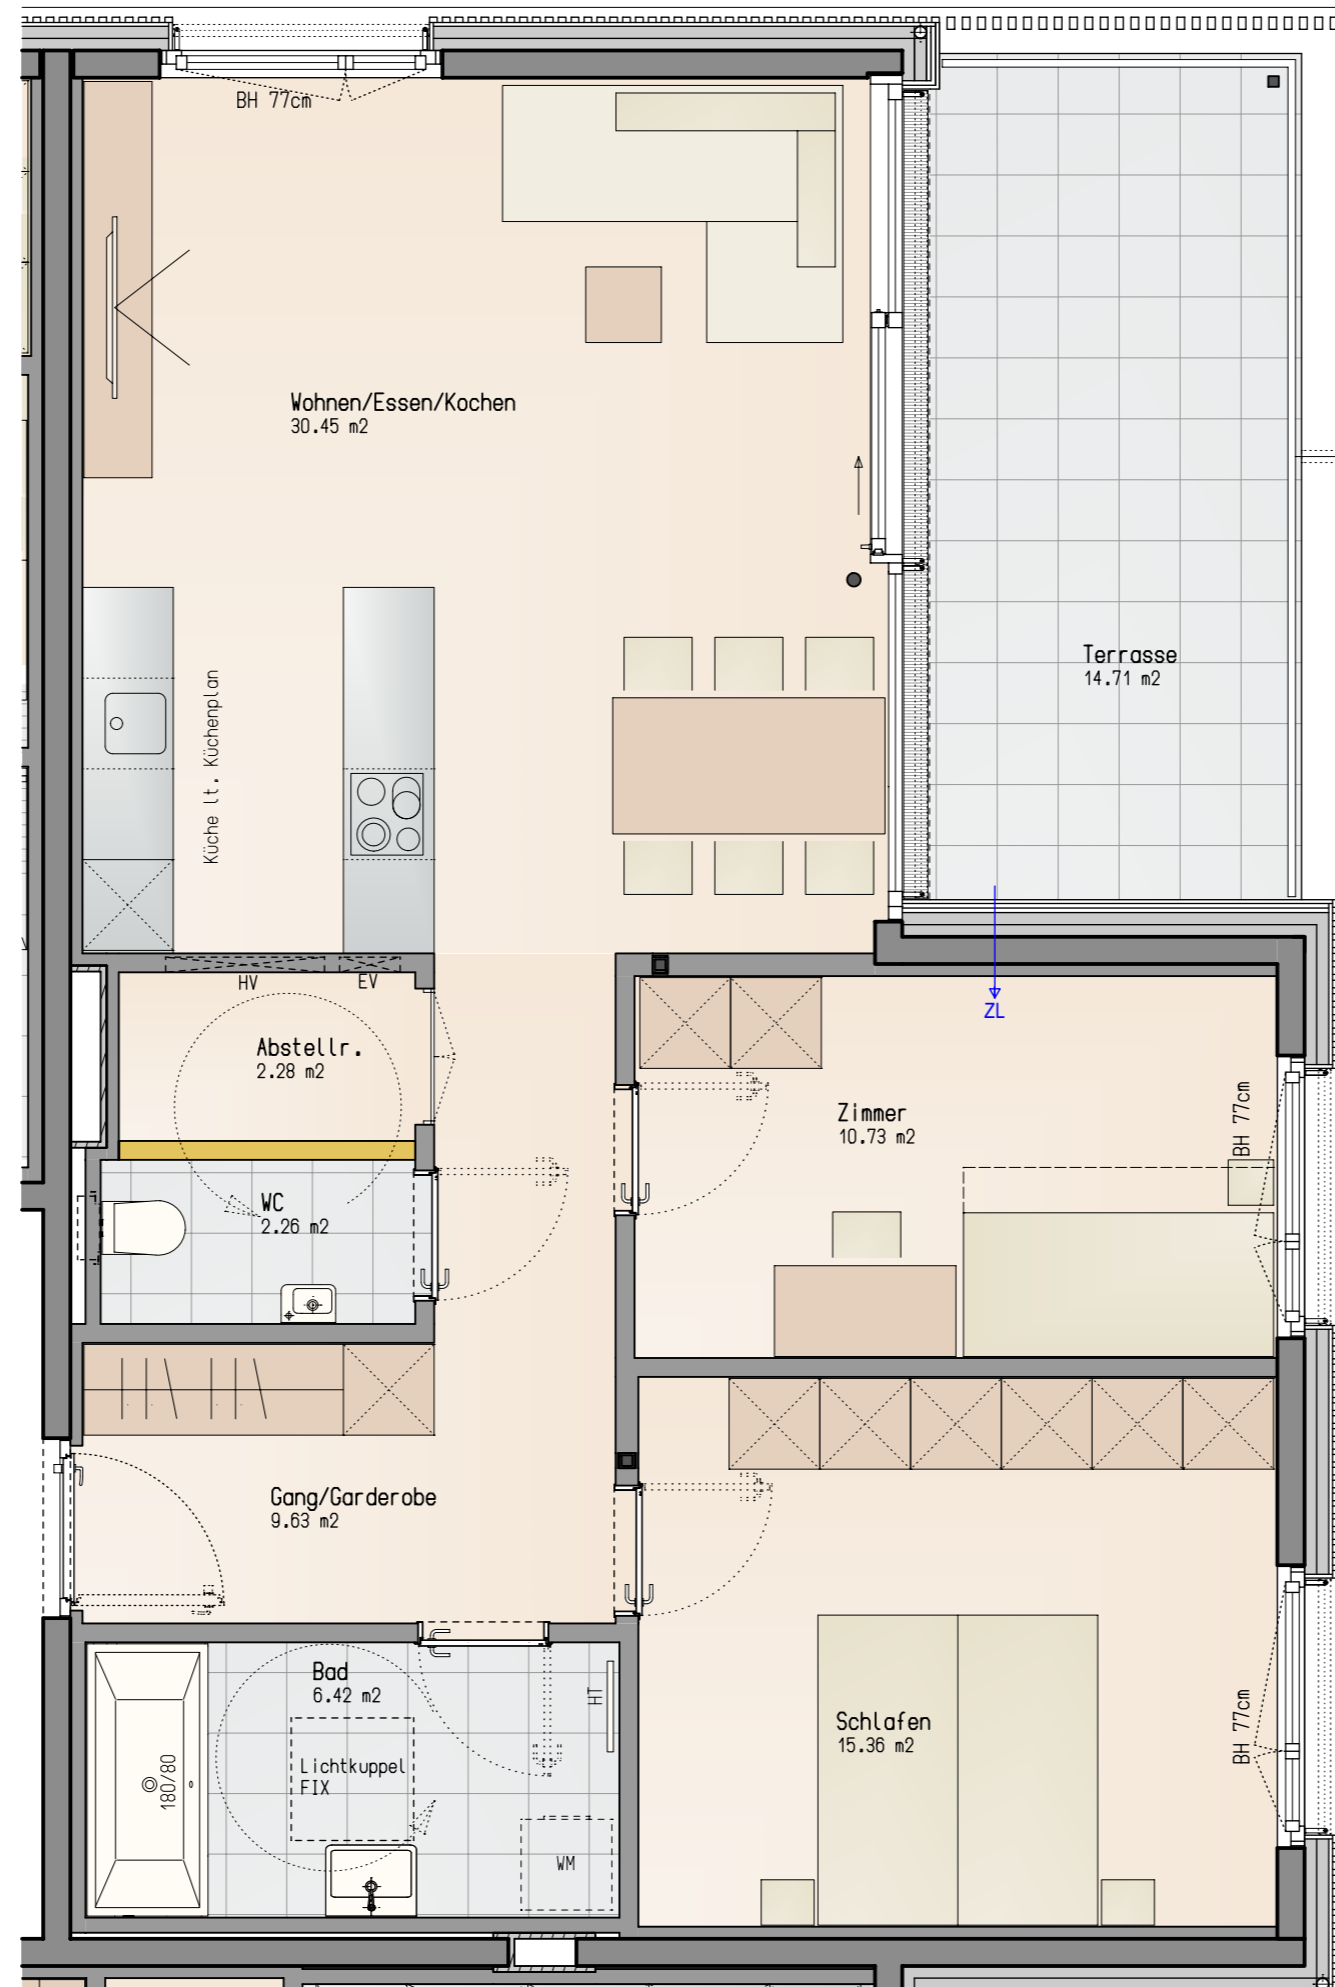 BH 77cm
Wohnen/Essen/Kochen
30.45 m2
Küche lt. Küchenplan
Terrasse
14.71 m2
HV
EV
ZL
Abstellr.
2.28 m2
Zimmer
10.73 m2
BH 77cm
WC
2.26 m2
Gang/Garderobe
9.63 m2
Bad
6.42 m2
HT
Lichtkuppel
FIX
180/80
WM
Schlafen
15.36 m2
BH 77cm